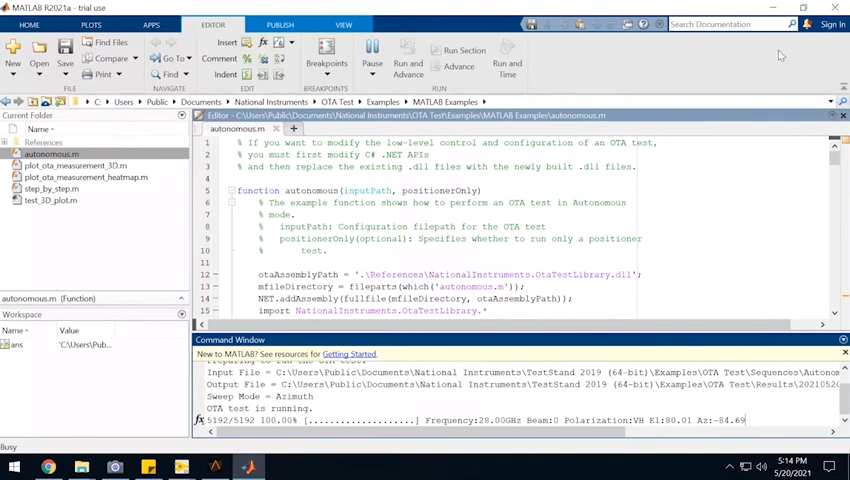 MATLAB R2021a - trial use
HOME PLOTS APPS EDITOR PUBLISH VIEW Search Documentation Sign In
New Open Save Find Files Compare Print Go To Find Insert fx Comment Indent Breakpoints Pause Run and Advance Run Section Advance Run and Time
FILE NAVIGATE EDIT BREAKPOINTS RUN
C: Users Public Documents National Instruments OTA Test Examples MATLAB Examples
Current Folder
Name
References
autonomous.m
plot_ota_measurement_3D.m
plot_ota_measurement_heatmap.m
step_by_step.m
test_3D_plot.m
autonomous.m (Function)
Workspace
Name Value
ans 'C:\Users\Pub...
Editor - C:\Users\Public\Documents\National Instruments\OTA Test\Examples\MATLAB Examples\autonomous.m
autonomous.m
1 % If you want to modify the low-level control and configuration of an OTA test,
2 % you must first modify C# .NET APIs
3 % and then replace the existing .dll files with the newly built .dll files.
4
5 function autonomous(inputPath, positionerOnly)
6 % The example function shows how to perform an OTA test in Autonomous
7 % mode.
8 % inputPath: Configuration filepath for the OTA test
9 % positionerOnly(optional): Specifies whether to run only a positioner
10 % test.
11
12 otaAssemblyPath = '.\References\NationalInstruments.OtaTestLibrary.dll';
13 mfileDirectory = fileparts(which('autonomous.m'));
14 NET.addAssembly(fullfile(mfileDirectory, otaAssemblyPath));
15 import NationalInstruments.OtaTestLibrary.*
Command Window
New to MATLAB? See resources for Getting Started.
Preparing to run the OTA test.
Input File = C:\Users\Public\Documents\National Instruments\TestStand 2019 (64-bit)\Examples\OTA Test\Sequences\Autonom
Output File = C:\Users\Public\Documents\National Instruments\TestStand 2019 (64-bit)\Examples\OTA Test\Results\2021052
Sweep Mode = Azimuth
OTA test is running.
fx 5192/5192 100.00% [....................] Frequency:28.00GHz Beam:0 Polarization:VH El:80.01 Az:-84.69
Busy
5:14 PM
5/20/2021